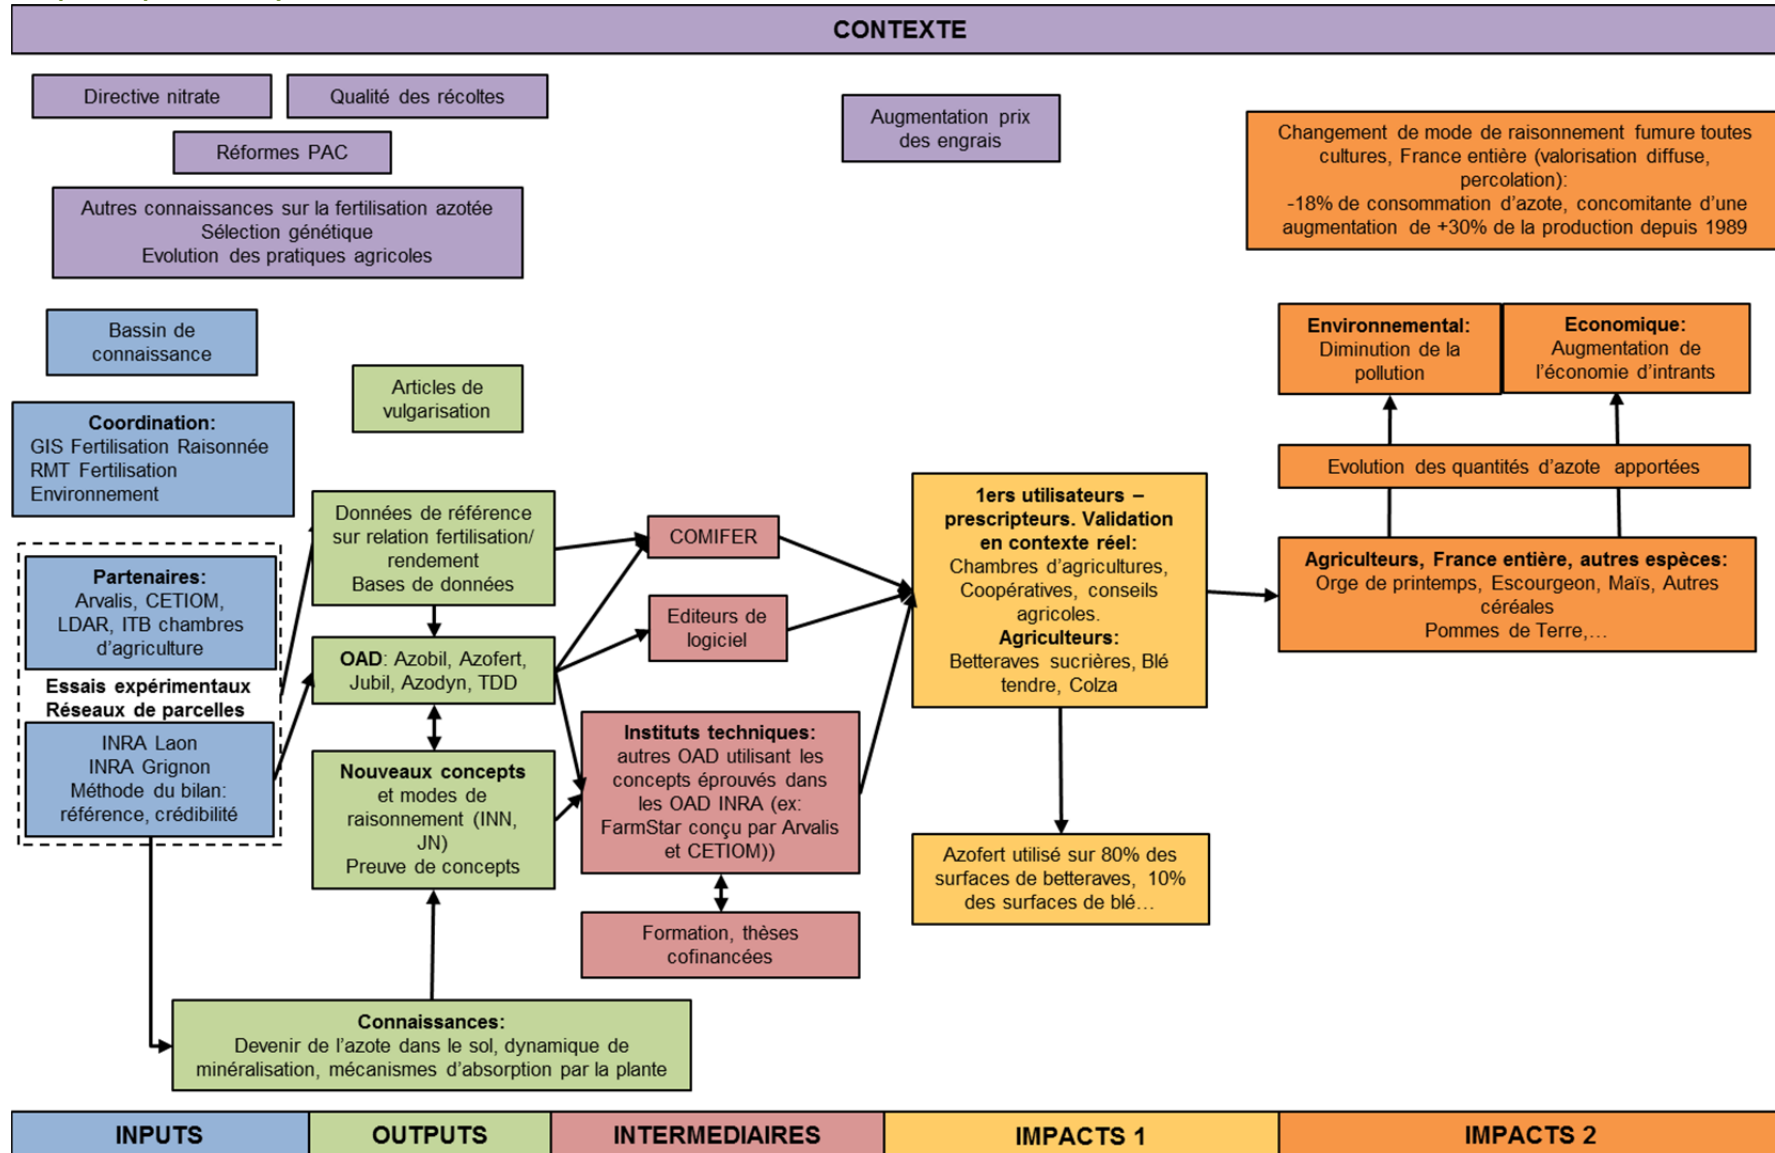 CONTEXTE
Directive nitrate
Qualité des récoltes
Réformes PAC
Autres connaissances sur la fertilisation azotée
Sélection génétique
Evolution des pratiques agricoles
Augmentation prix
des engrais
Changement de mode de raisonnement fumure toutes
cultures, France entière (valorisation diffuse,
percolation):
-18% de consommation d'azote, concomitante d'une
augmentation de +30% de la production depuis 1989
Bassin de
connaissance
Coordination:
GIS Fertilisation Raisonnée
RMT Fertilisation
Environnement
Partenaires:
Arvalis, CETIOM,
LDAR, ITB chambres
d'agriculture
Essais expérimentaux
Réseaux de parcelles
INRA Laon
INRA Grignon
Méthode du bilan:
référence, crédibilité
Articles de
vulgarisation
Données de référence
sur relation fertilisation/
rendement
Bases de données
OAD: Azobil, Azofert,
Jubil, Azodyn, TDD
Nouveaux concepts
et modes de
raisonnement (INN,
JN)
Preuve de concepts
Connaissances:
Devenir de l'azote dans le sol, dynamique de
minéralisation, mécanismes d'absorption par la plante
COMIFER
Editeurs de
logiciel
Instituts techniques:
autres OAD utilisant les
concepts éprouvés dans
les OAD INRA (ex:
FarmStar conçu par Arvalis
et CETIOM))
Formation, thèses
cofinancées
1ers utilisateurs –
prescripteurs. Validation
en contexte réel:
Chambres d'agricultures,
Coopératives, conseils
agricoles.
Agriculteurs:
Betteraves sucrières, Blé
tendre, Colza
Azofert utilisé sur 80% des
surfaces de betteraves, 10%
des surfaces de blé…
Environnemental:
Diminution de la
pollution
Economique:
Augmentation de
l'économie d'intrants
Evolution des quantités d'azote apportées
Agriculteurs, France entière, autres espèces:
Orge de printemps, Escourgeon, Maïs, Autres
céréales
Pommes de Terre,…
INPUTS
OUTPUTS
INTERMEDIAIRES
IMPACTS 1
IMPACTS 2